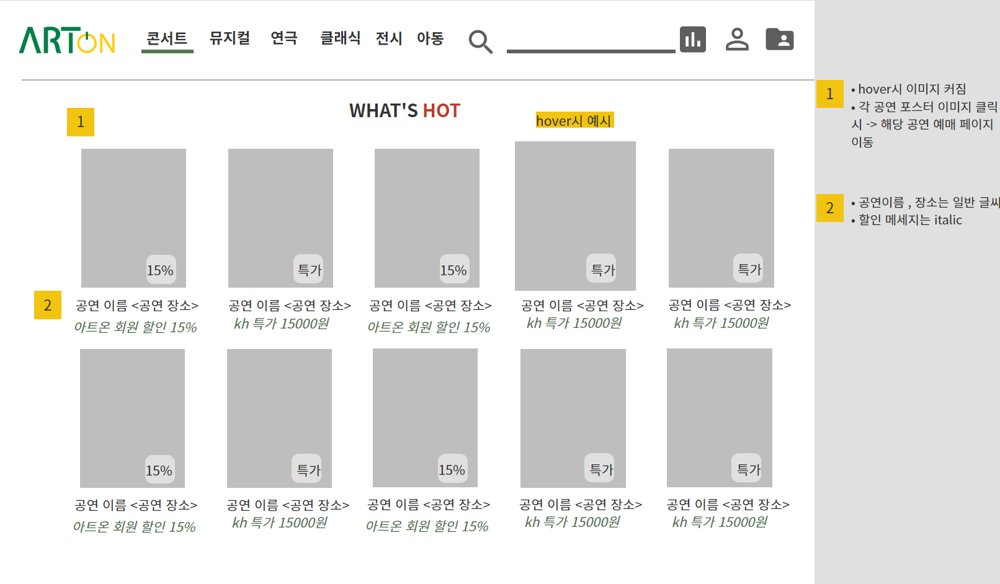 ARTON
콘서트 뮤지컬 연극 클래식 전시 아동
WHAT'S HOT
1
hover시 예시
15% 특가 15% 특가 특가
2
공연 이름 <공연 장소> 공연 이름 <공연 장소> 공연 이름 <공연 장소> 공연 이름 <공연 장소> 공연 이름 <공연 장소>
아트온 회원 할인 15% kh 특가 15000원 아트온 회원 할인 15% kh 특가 15000원 kh 특가 15000원
15% 특가 15% 특가 특가
공연 이름 <공연 장소> 공연 이름 <공연 장소> 공연 이름 <공연 장소> 공연 이름 <공연 장소> 공연 이름 <공연 장소>
아트온 회원 할인 15% kh 특가 15000원 아트온 회원 할인 15% kh 특가 15000원 kh 특가 15000원
1
• hover시 이미지 커짐
• 각 공연 포스터 이미지 클릭
시 -> 해당 공연 예매 페이지
이동
2
• 공연이름 , 장소는 일반 글씨
• 할인 메세지는 italic